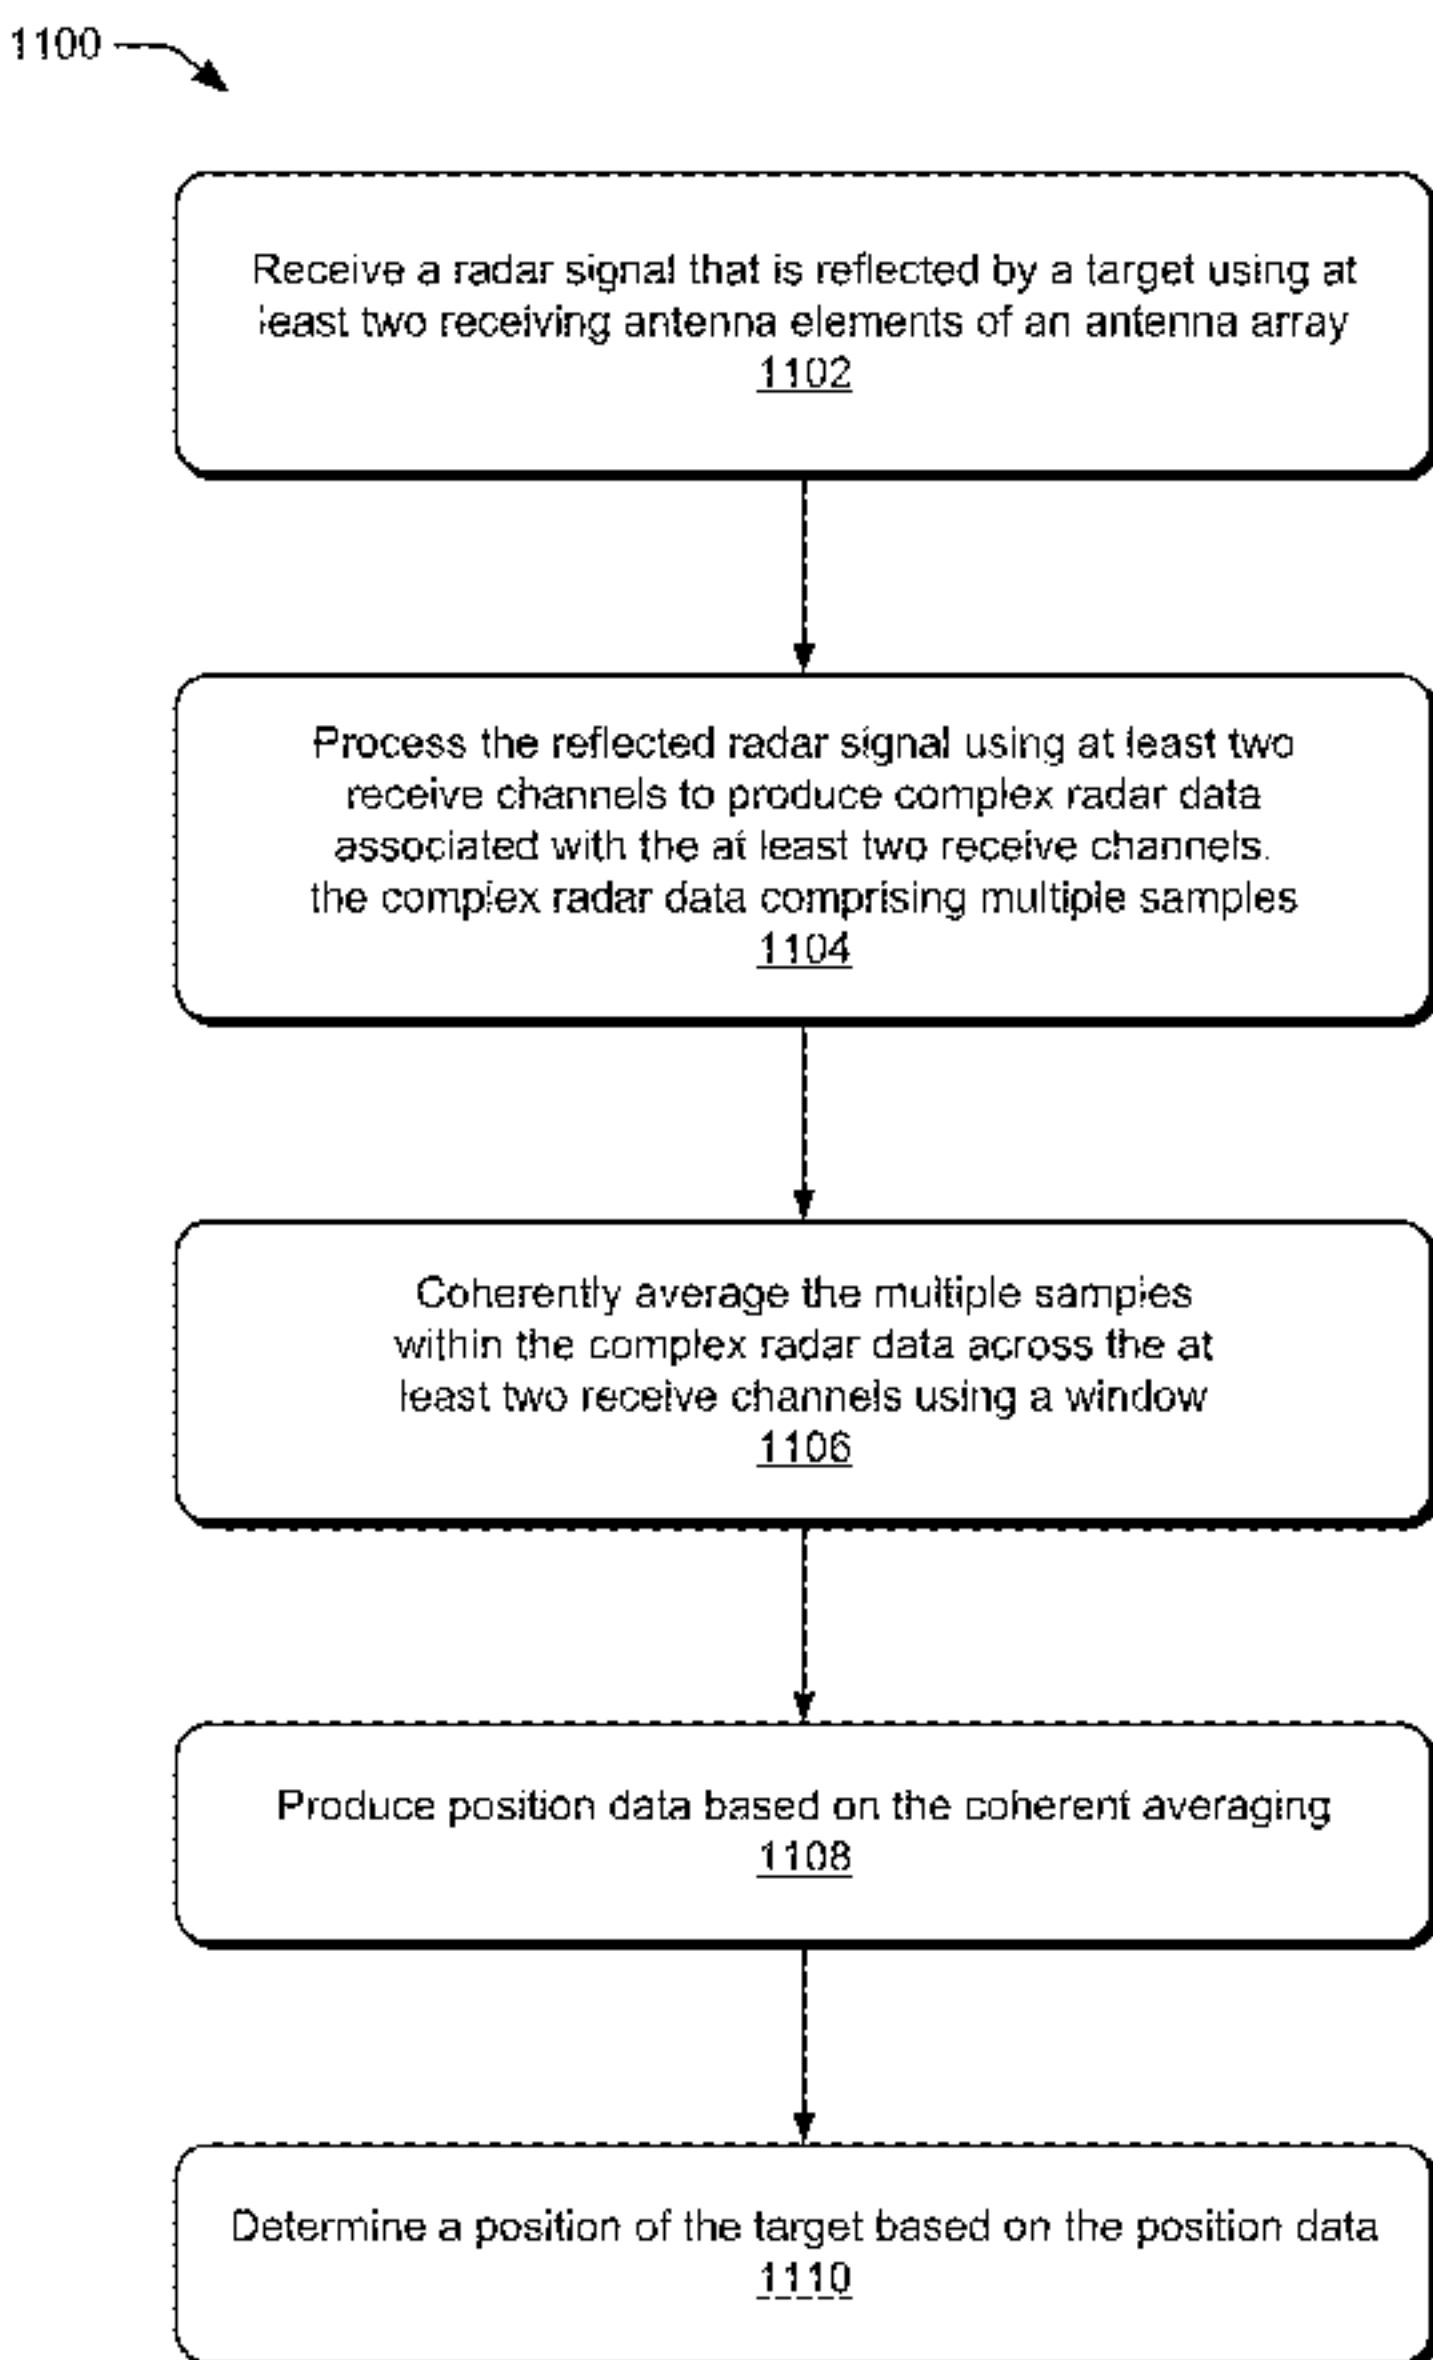 1100
Receive a radar signal that is reflected by a target using at
least two receiving antenna elements of an antenna array
1102
Process the reflected radar signal using at least two
receive channels to produce complex radar data
associated with the at least two receive channels.
the complex radar data comprising multiple samples
1104
Coherently average the multiple samples
within the complex radar data across the at
least two receive channels using a window
1106
Produce position data based on the coherent averaging
1108
Determine a position of the target based on the position data
1110